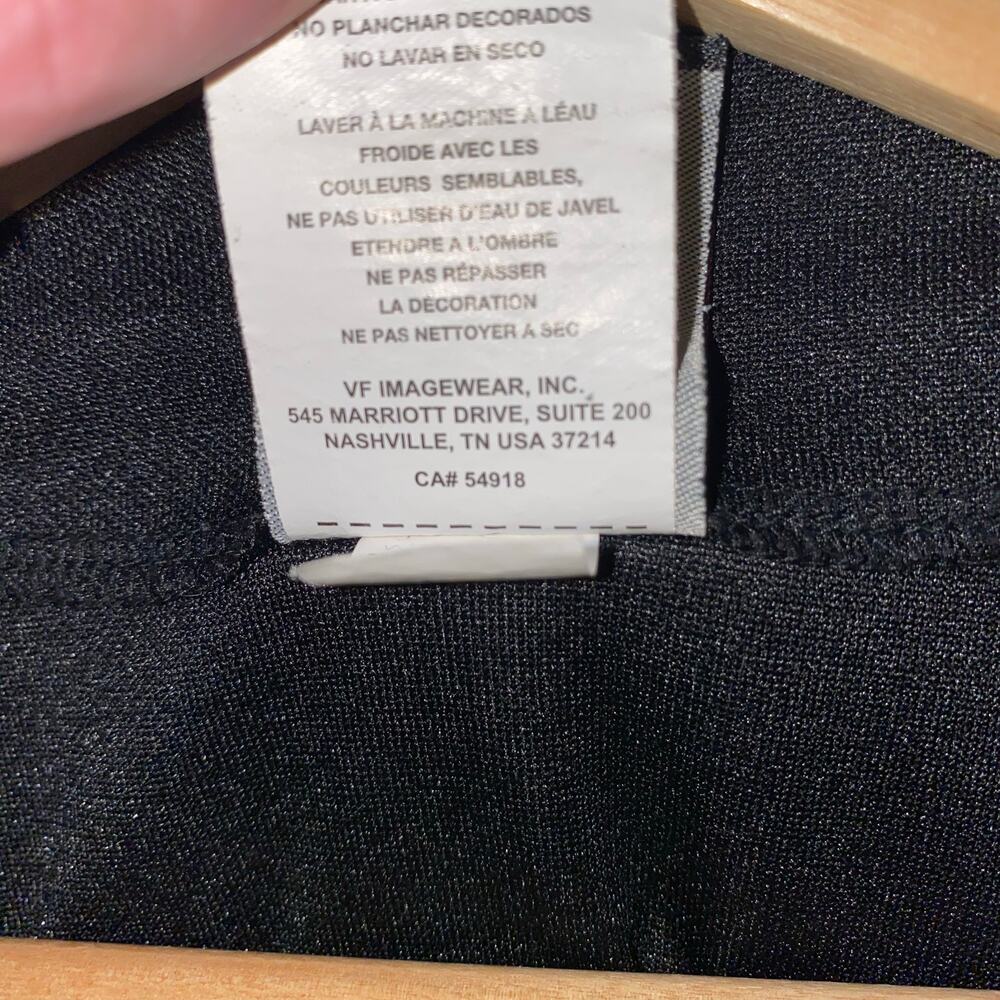 NO PLANCHAR DECORADOS
NO LAVAR EN SECO
LAVER À LA MACHINE A LÉAU
FROIDE AVEC LES
COULEURS SEMBLABLES,
NE PAS UTILISER D'EAU DE JAVEL
ETENDRE A L'OMBRE
NE PAS RÉPASSER
LA DÉCORATION
NE PAS NETTOYER A SEC
VF IMAGEWEAR, INC.
545 MARRIOTT DRIVE, SUITE 200
NASHVILLE, TN USA 37214
CA# 54918